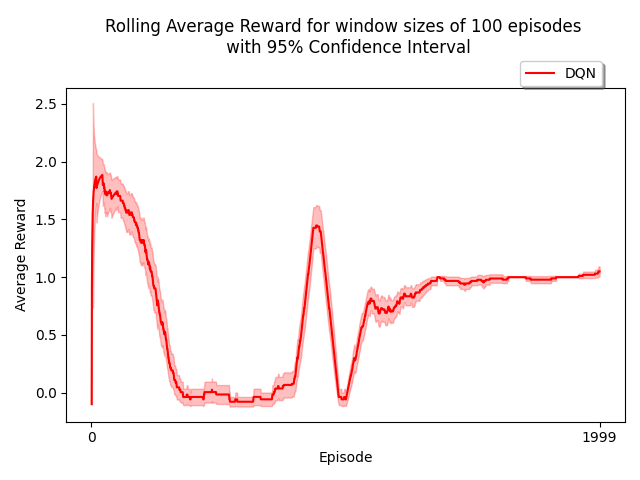 Rolling Average Reward for window sizes of 100 episodes
with 95% Confidence Interval
DQN
2.5
2.0
1.5
1.0
0.5
0.0
Average Reward
0
1999
Episode